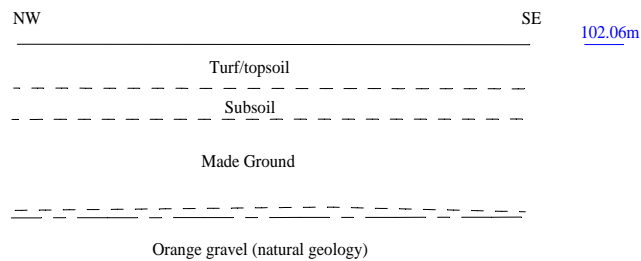 NW
SE
102.06m
Turf/topsoil
Subsoil
Made Ground
Orange gravel (natural geology)